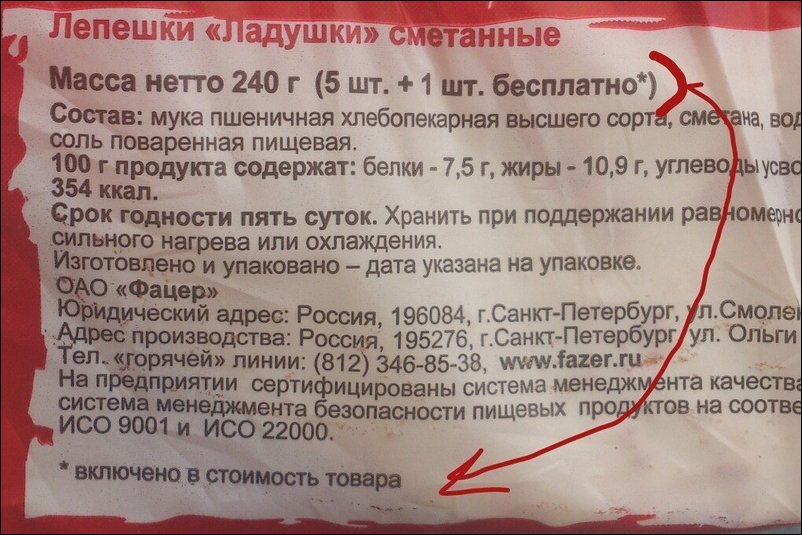 Лепешки «Ладушки» сметанные
Масса нетто 240 г (5 шт. + 1 шт. бесплатно*)
Состав: мука пшеничная хлебопекарная высшего сорта, сметана, вод
соль поваренная пищевая.
100 г продукта содержат: белки - 7,5 г, жиры - 10,9 г, углеводы усво
354 ккал.
Срок годности пять суток. Хранить при поддержании равномерно
сильного нагрева или охлаждения.
Изготовлено и упаковано – дата указана на упаковке.
ОАО «Фацер»
Юридический адрес: Россия, 196084, г.Санкт-Петербург, ул.Смолен
Адрес производства: Россия, 195276, г.Санкт-Петербург, ул. Ольги
Тел. «горячей» линии: (812) 346-85-38, www.fazer.ru
На предприятии сертифицированы система менеджмента качества
система менеджмента безопасности пищевых продуктов на соотве
ИСО 9001 и ИСО 22000.
* включено в стоимость товара